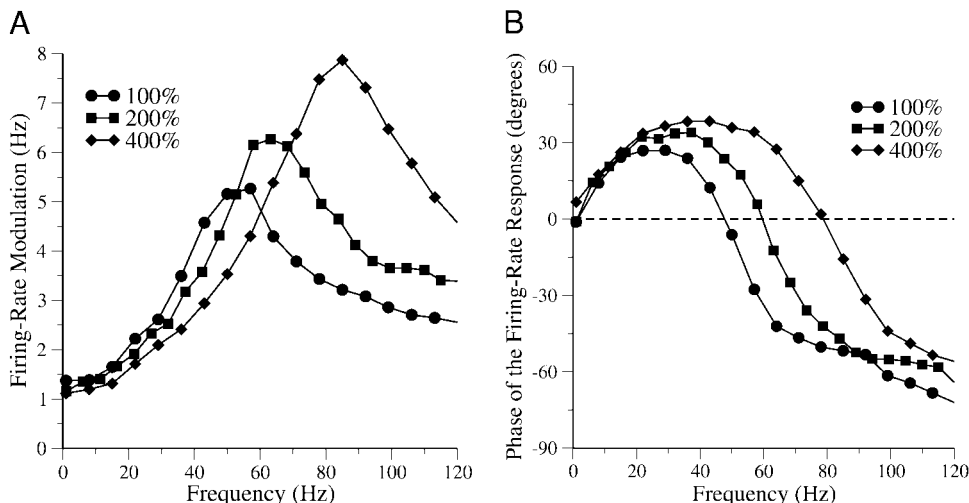 A
8
7
6
5
4
3
2
1
0
100%
200%
400%
Firing-Rate Modulation (Hz)
0 20 40 60 80 100 120
Frequency (Hz)
B
60
30
0
-30
-60
-90
100%
200%
400%
Phase of the Firing-Rate Response (degrees)
0 20 40 60 80 100 120
Frequency (Hz)